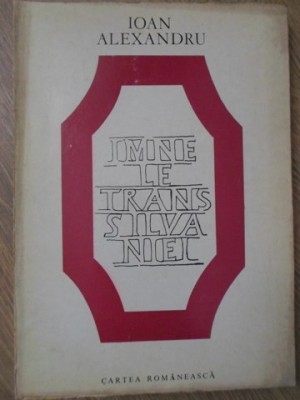 IOAN
ALEXANDRU
IMNE
LE
TRANS
SILVA
NIEI
CARTEA ROMÂNEASCĂ